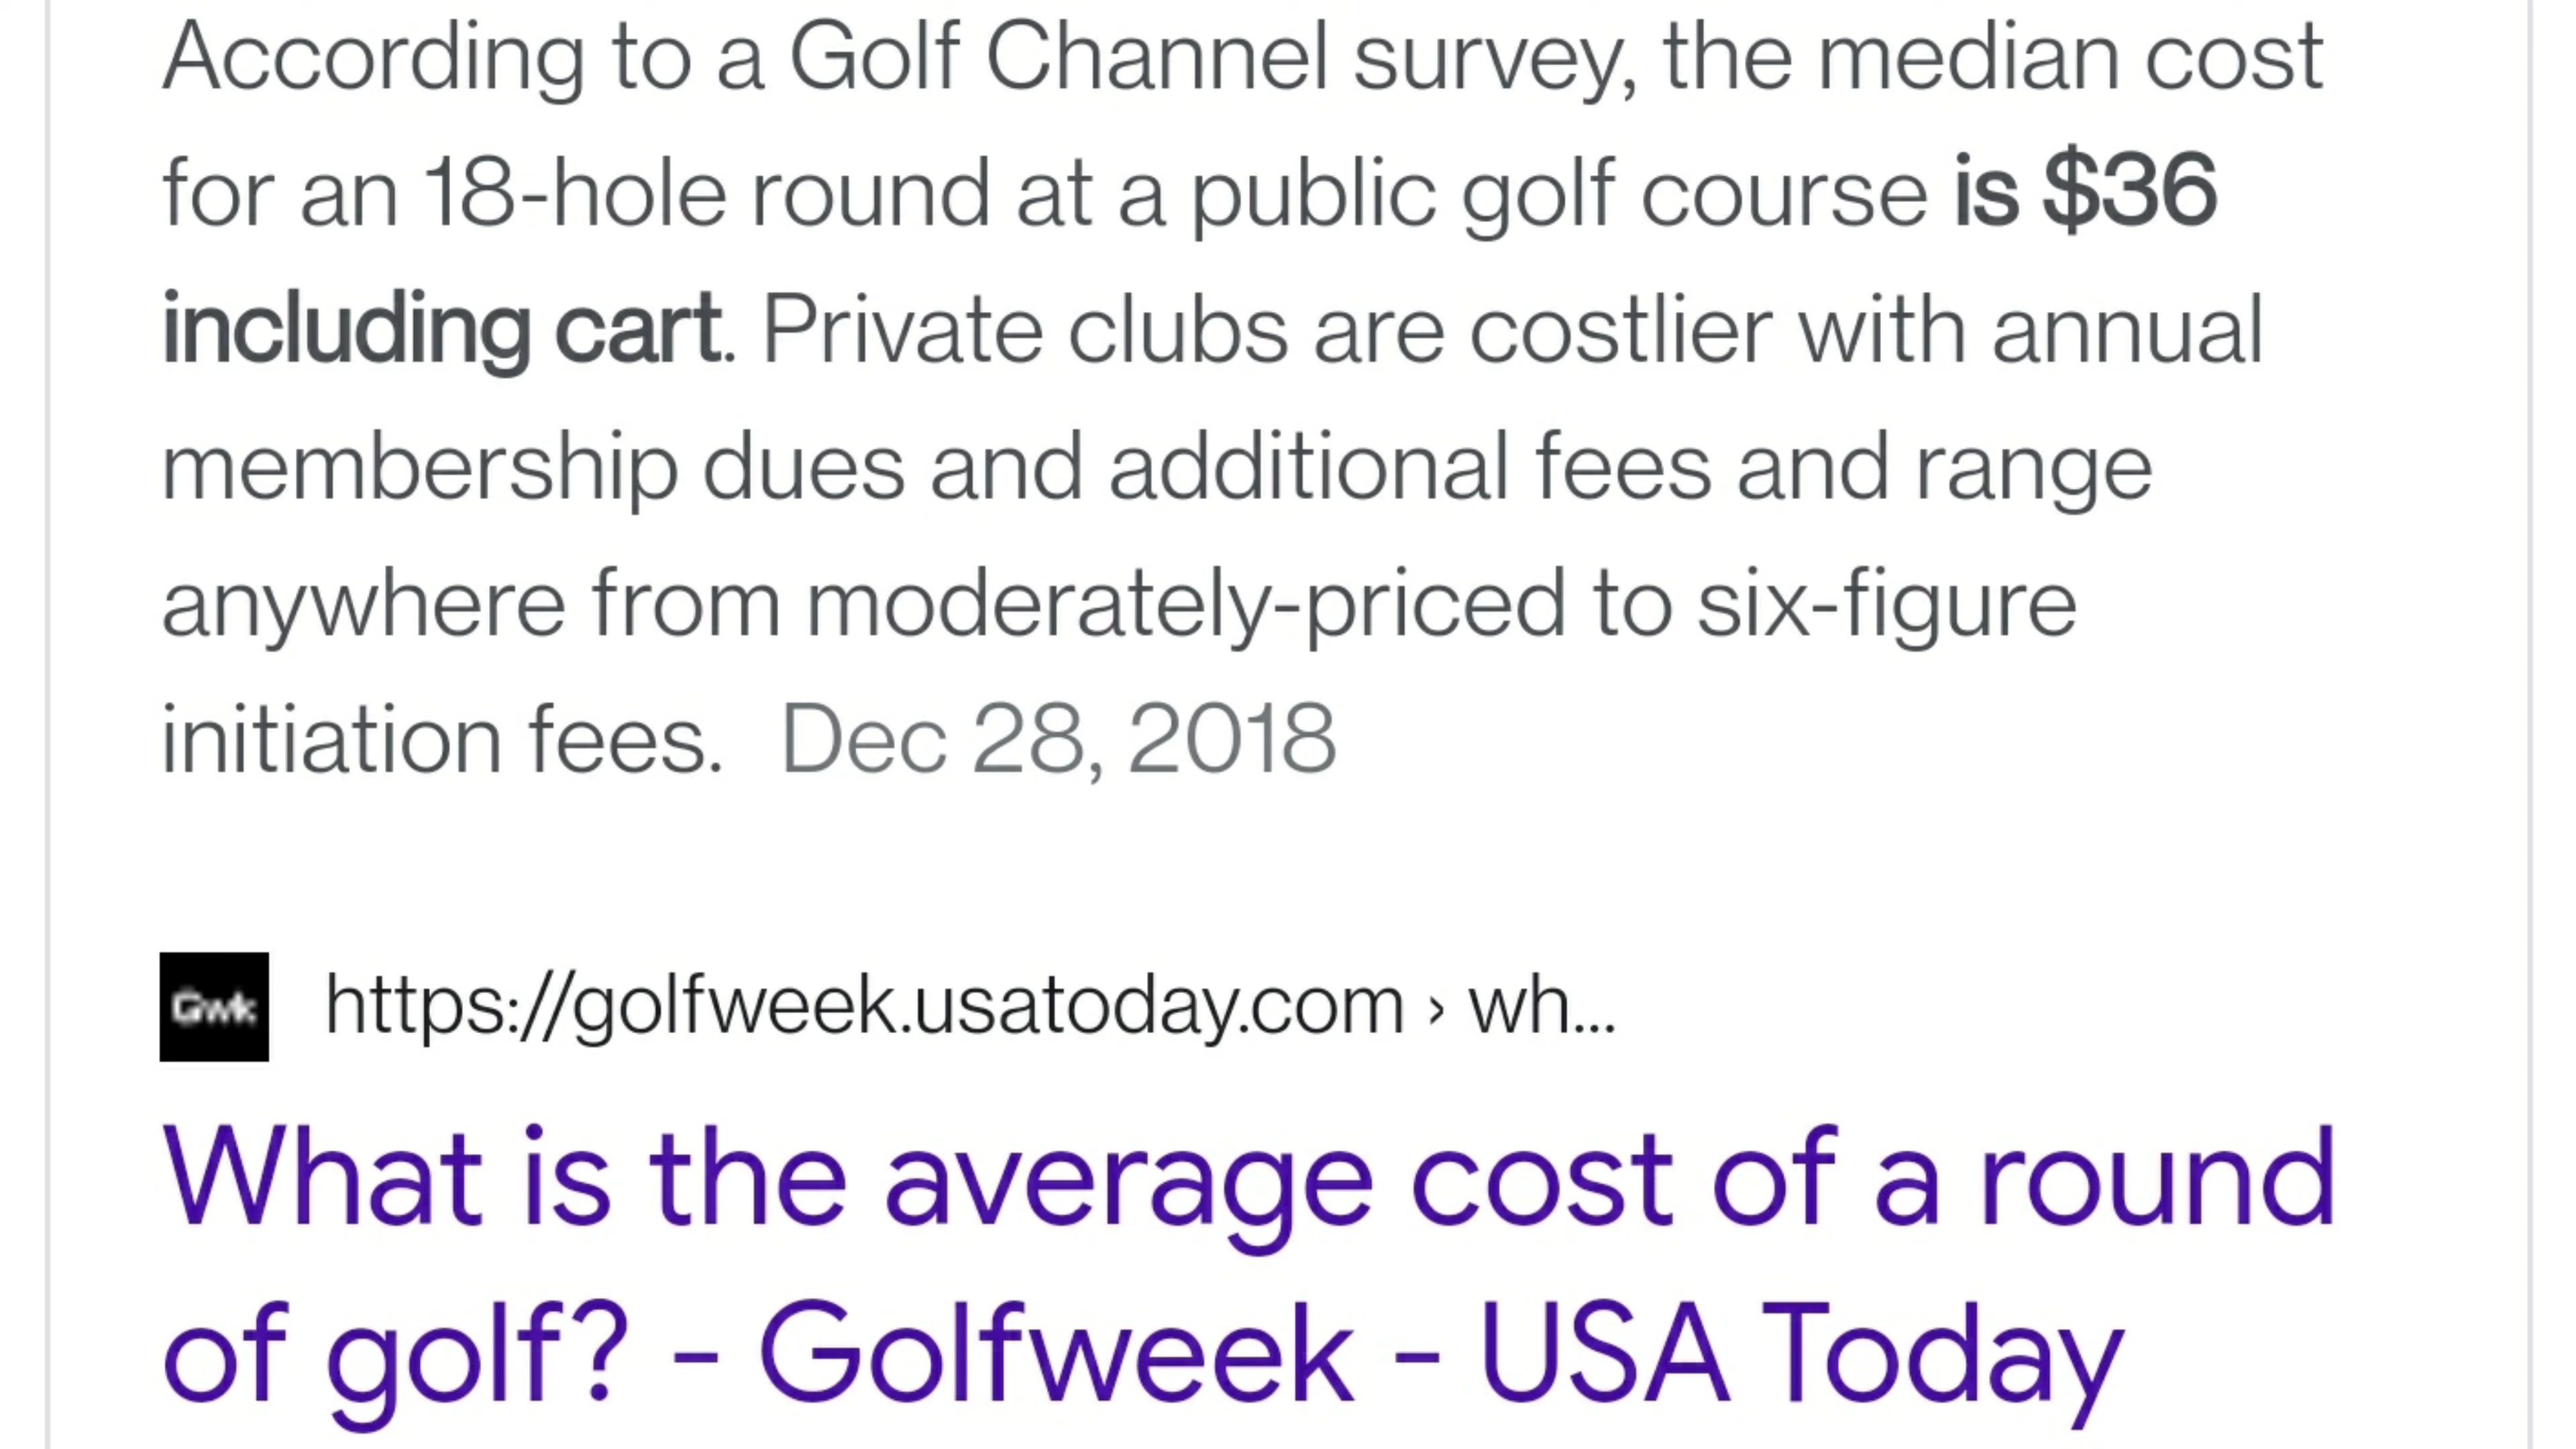 According to a Golf Channel survey, the median cost
for an 18-hole round at a public golf course is $36
including cart. Private clubs are costlier with annual
membership dues and additional fees and range
anywhere from moderately-priced to six-figure
initiation fees. Dec 28, 2018
Gwk https://golfweek.usatoday.com › wh...
What is the average cost of a round
of golf? - Golfweek - USA Today